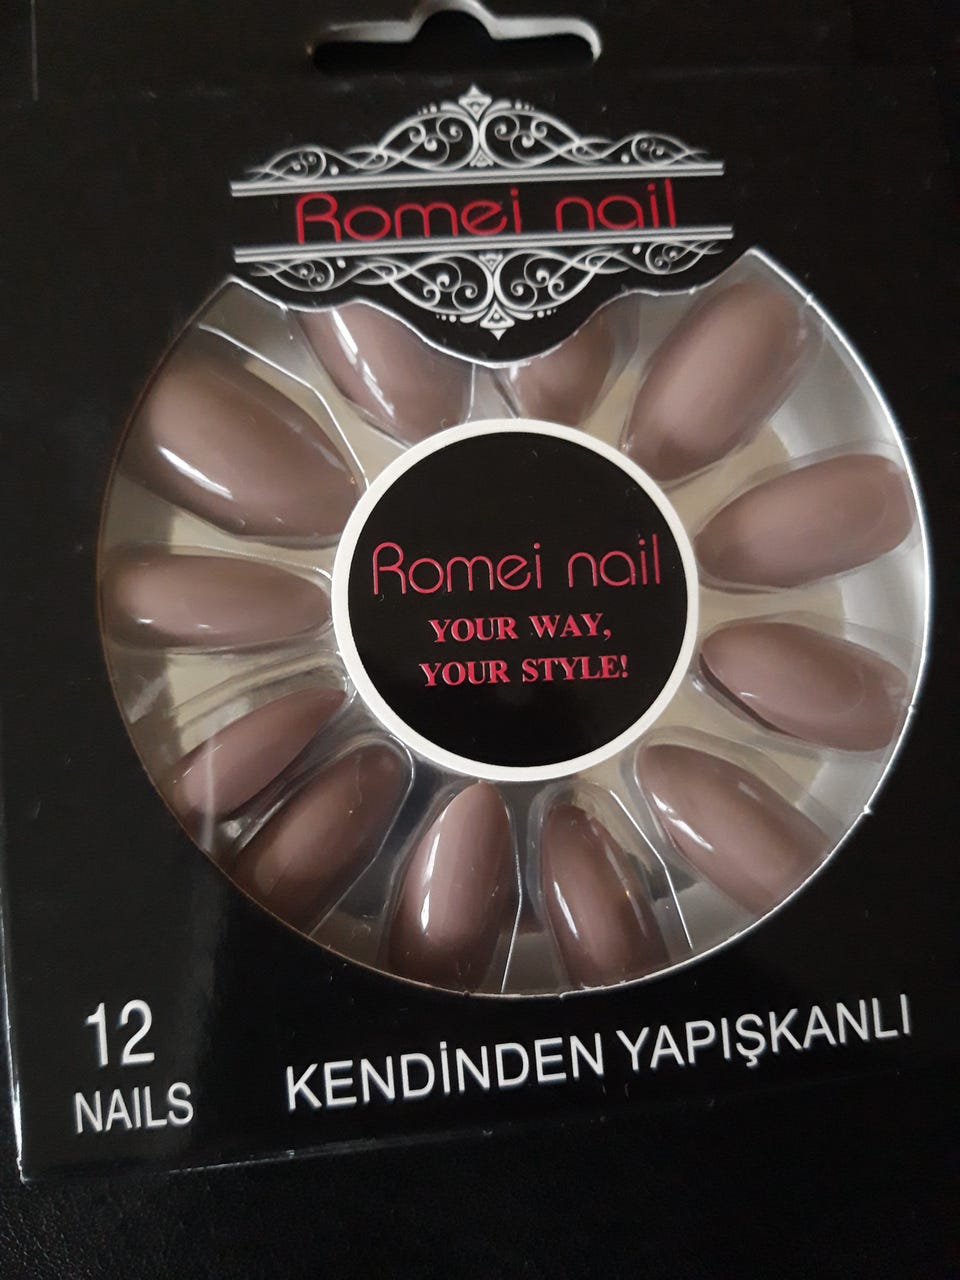 Romei nail
Romei nail
YOUR WAY,
YOUR STYLE!
12
NAILS
KENDİNDEN YAPIŞKANLI